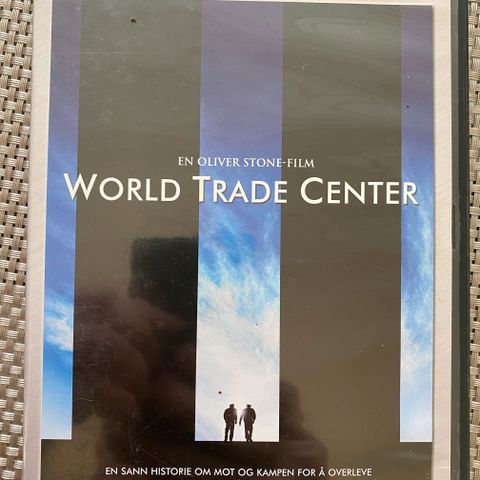 EN OLIVER STONE-FILM
WORLD TRADE CENTER
EN SANN HISTORIE OM MOT OG KAMPEN FOR Å OVERLEVE